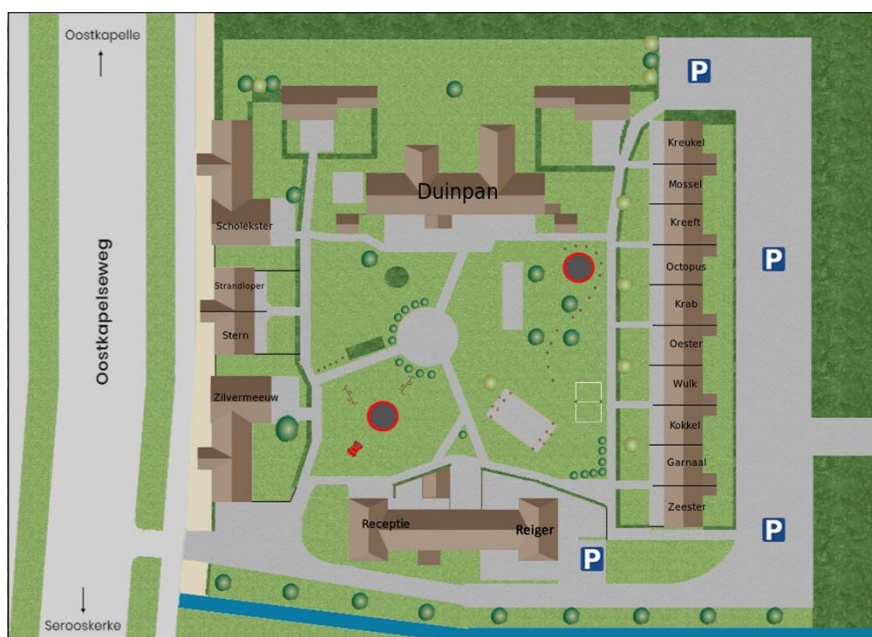 Oostkapelle
P
Kreukel
Mossel
Duinpan
Kreeft
Scholekster
P
Octopus
Strandloper
Krab
Stern
Oester
Oostkapelseweg
Wulk
Zilvermeeuw
Kokkel
Garnaal
Zeester
Receptie
Reiger
P
P
Serooskerke